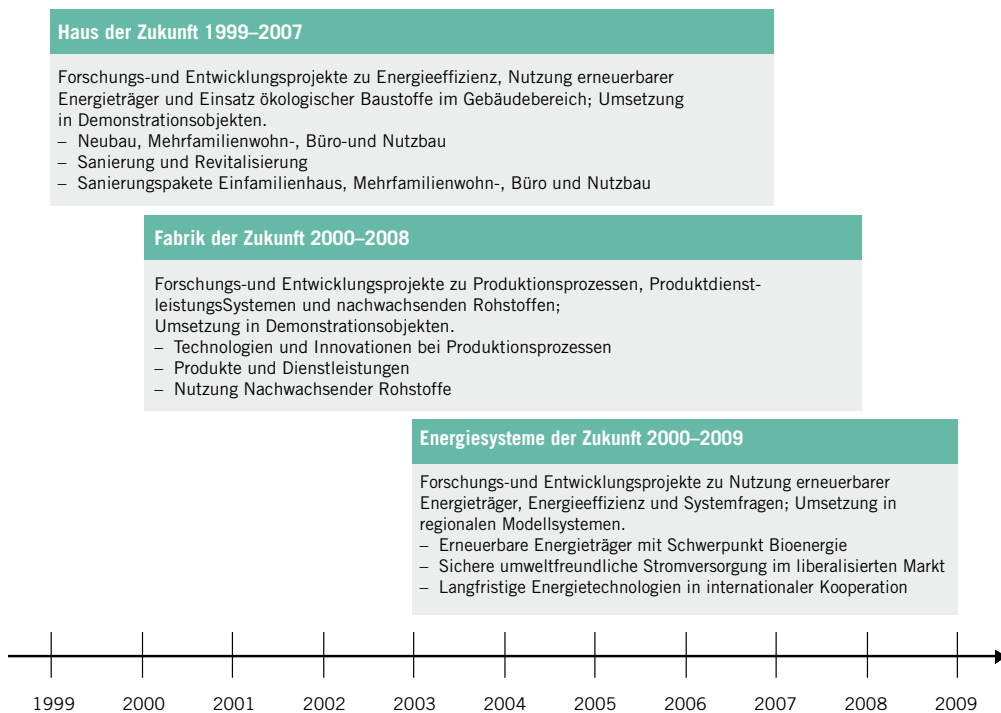 Haus der Zukunft 1999–2007
Forschungs-und Entwicklungsprojekte zu Energieeffizienz, Nutzung erneuerbarer
Energieträger und Einsatz ökologischer Baustoffe im Gebäudebereich; Umsetzung
in Demonstrationsobjekten.
– Neubau, Mehrfamilienwohn-, Büro-und Nutzbau
– Sanierung und Revitalisierung
– Sanierungspakete Einfamilienhaus, Mehrfamilienwohn-, Büro und Nutzbau
Fabrik der Zukunft 2000–2008
Forschungs-und Entwicklungsprojekte zu Produktionsprozessen, Produktdienst-
leistungsSystemen und nachwachsenden Rohstoffen;
Umsetzung in Demonstrationsobjekten.
– Technologien und Innovationen bei Produktionsprozessen
– Produkte und Dienstleistungen
– Nutzung Nachwachsender Rohstoffe
Energiesysteme der Zukunft 2000–2009
Forschungs-und Entwicklungsprojekte zu Nutzung erneuerbarer
Energieträger, Energieeffizienz und Systemfragen; Umsetzung in
regionalen Modellsystemen.
– Erneuerbare Energieträger mit Schwerpunkt Bioenergie
– Sichere umweltfreundliche Stromversorgung im liberalisierten Markt
– Langfristige Energietechnologien in internationaler Kooperation
1999 2000 2001 2002 2003 2004 2005 2006 2007 2008 2009